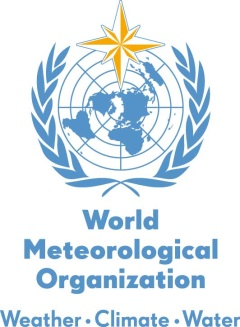 World
Meteorological
Organization
Weather • Climate • Water